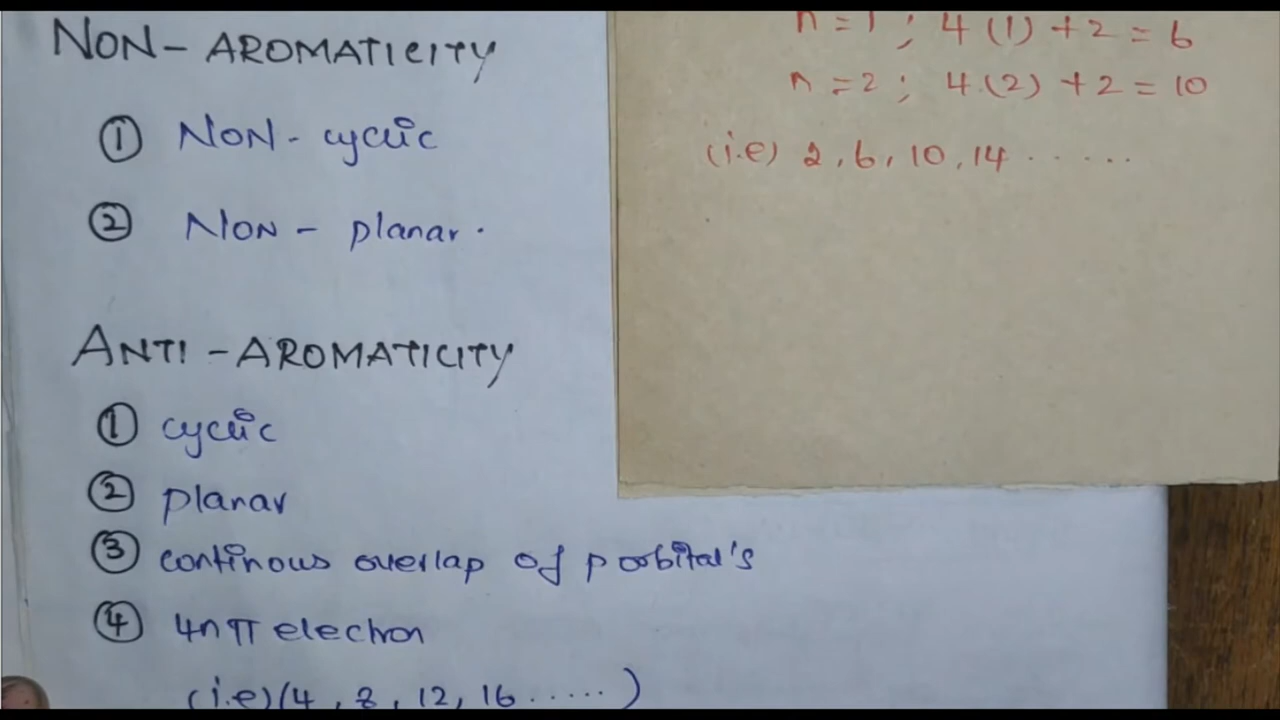 NON-AROMATICITY
① NON-cyclic
② NON-planar.
ANTI-AROMATICITY
① cyclic
② planar
③ continous overlap of p orbital's
④ 4nπ electron
(i.e)(4, 8, 12, 16.....)
n=1; 4(1)+2=6
n=2; 4(2)+2=10
(i.e) 2, 6, 10, 14......